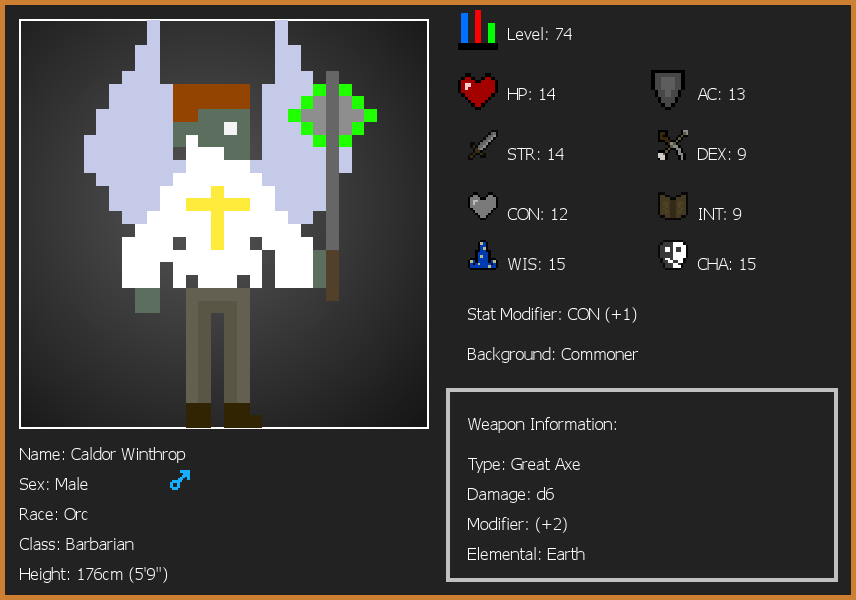 Level: 74
HP: 14
AC: 13
STR: 14
DEX: 9
CON: 12
INT: 9
WIS: 15
CHA: 15
Stat Modifier: CON (+1)
Background: Commoner
Weapon Information:
Type: Great Axe
Damage: d6
Modifier: (+2)
Elemental: Earth
Name: Caldor Winthrop
Sex: Male
Race: Orc
Class: Barbarian
Height: 176cm (5'9")